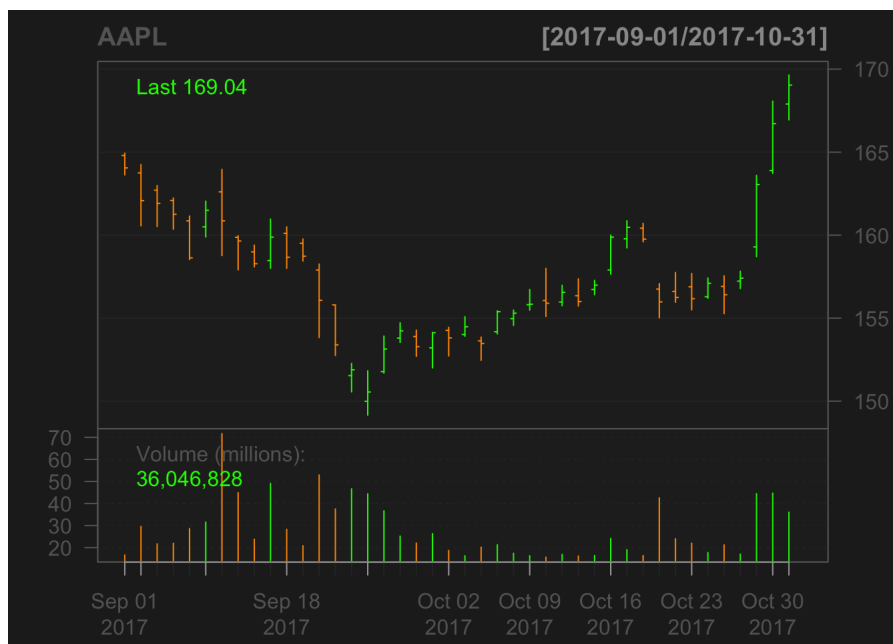 AAPL [2017-09-01/2017-10-31]
Last 169.04
170
165
160
155
150
Volume (millions):
36,046,828
70
60
50
40
30
20
Sep 01 Sep 18 Oct 02 Oct 09 Oct 16 Oct 23 Oct 30
2017 2017 2017 2017 2017 2017 2017